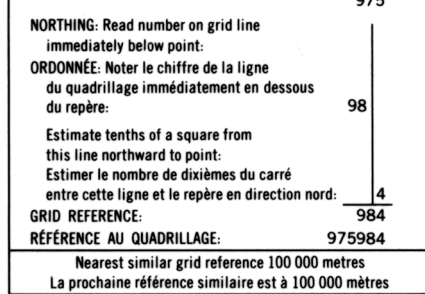 975
NORTHING: Read number on grid line
immediately below point:
ORDONNÉE: Noter le chiffre de la ligne
du quadrillage immédiatement en dessous
du repère: 98
Estimate tenths of a square from
this line northward to point:
Estimer le nombre de dixièmes du carré
entre cette ligne et le repère en direction nord: 4
GRID REFERENCE: 984
RÉFÉRENCE AU QUADRILLAGE: 975984
Nearest similar grid reference 100 000 metres
La prochaine référence similaire est à 100 000 mètres